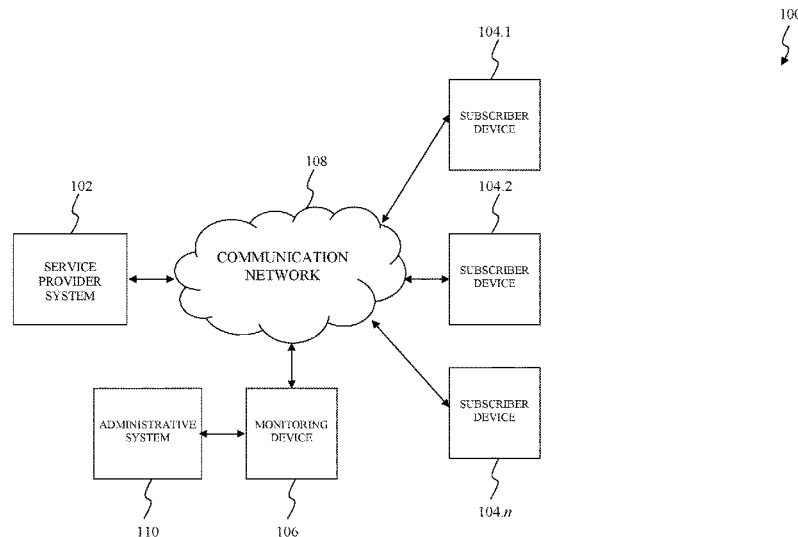 100
104.1
SUBSCRIBER
DEVICE
108
104.2
102
COMMUNICATION
NETWORK
SERVICE
PROVIDER
SYSTEM
SUBSCRIBER
DEVICE
ADMINISTRATIVE
SYSTEM
MONITORING
DEVICE
SUBSCRIBER
DEVICE
110
106
104.n